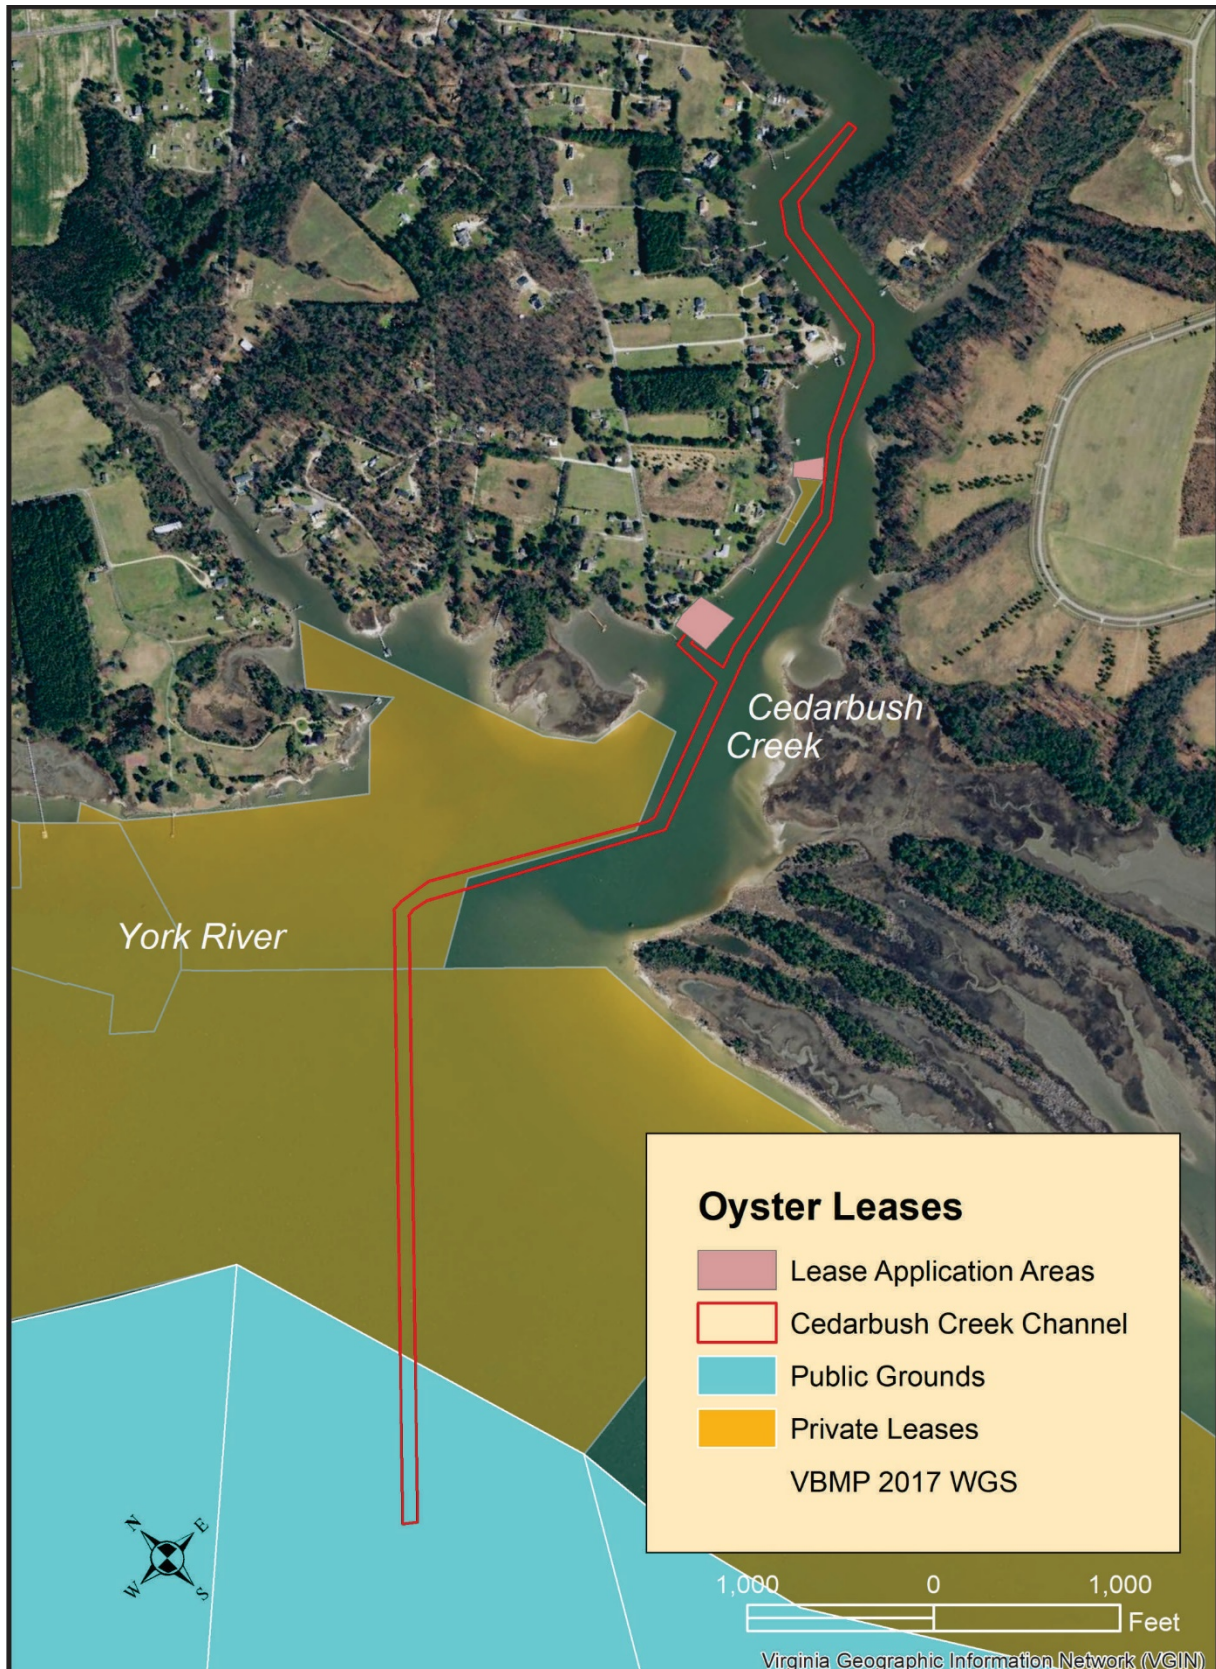 Cedarbush
Creek
York River
Oyster Leases
Lease Application Areas
Cedarbush Creek Channel
Public Grounds
Private Leases
VBMP 2017 WGS
N
E
W
S
1,000 0 1,000
Feet
Virginia Geographic Information Network (VGIN)